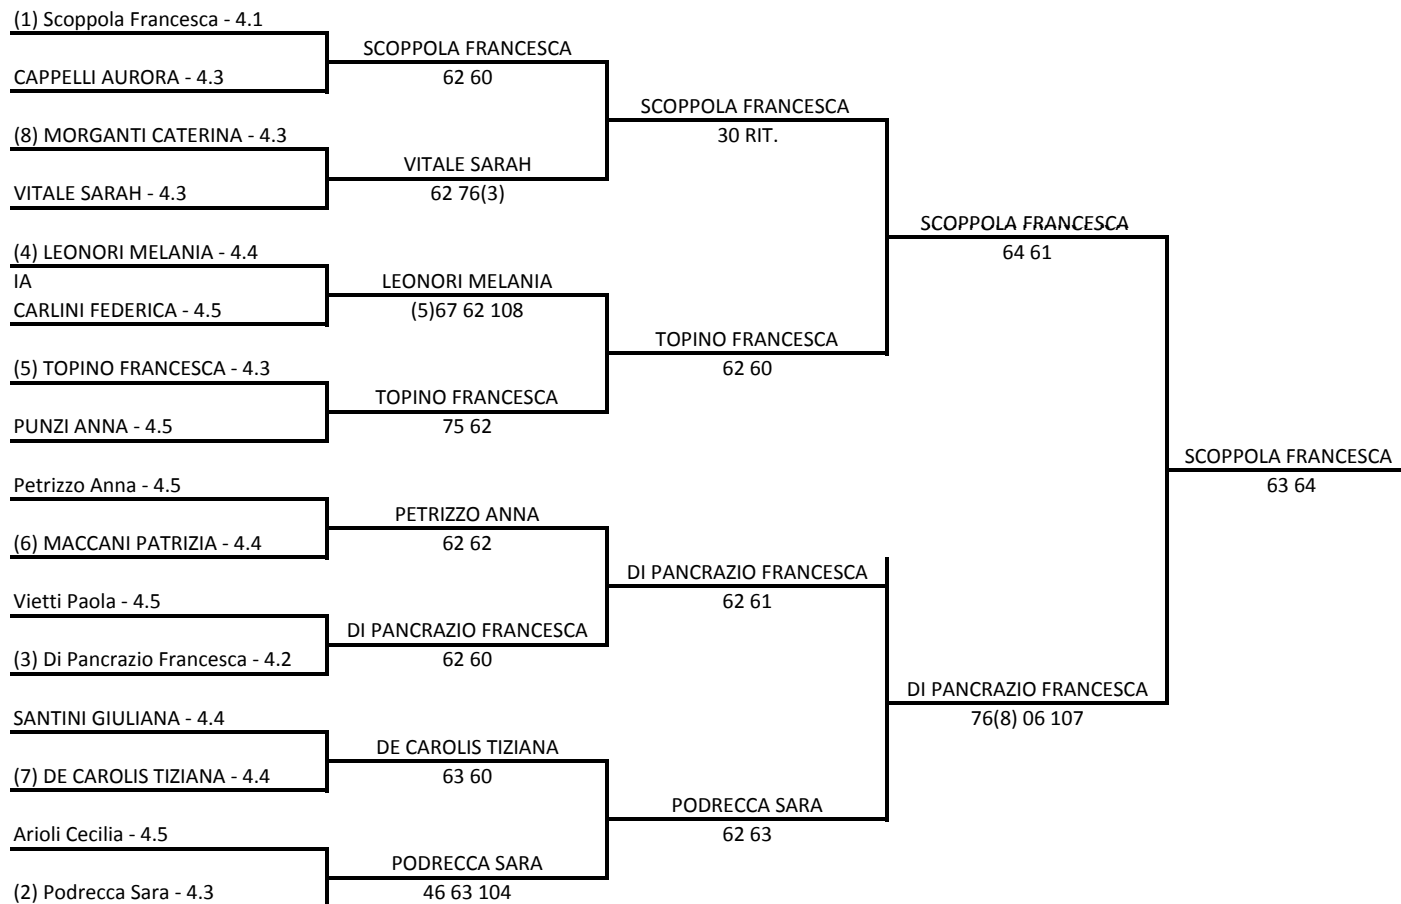 (1) Scoppola Francesca - 4.1
SCOPPOLA FRANCESCA
CAPPELLI AURORA - 4.3
62 60
SCOPPOLA FRANCESCA
(8) MORGANTI CATERINA - 4.3
30 RIT.
VITALE SARAH
VITALE SARAH - 4.3
62 76(3)
SCOPPOLA FRANCESCA
(4) LEONORI MELANIA - 4.4
64 61
IA
LEONORI MELANIA
CARLINI FEDERICA - 4.5
(5)67 62 108
TOPINO FRANCESCA
(5) TOPINO FRANCESCA - 4.3
62 60
TOPINO FRANCESCA
PUNZI ANNA - 4.5
75 62
SCOPPOLA FRANCESCA
Petrizzo Anna - 4.5
63 64
PETRIZZO ANNA
(6) MACCANI PATRIZIA - 4.4
62 62
DI PANCRAZIO FRANCESCA
Vietti Paola - 4.5
62 61
DI PANCRAZIO FRANCESCA
(3) Di Pancrazio Francesca - 4.2
62 60
DI PANCRAZIO FRANCESCA
SANTINI GIULIANA - 4.4
76(8) 06 107
DE CAROLIS TIZIANA
(7) DE CAROLIS TIZIANA - 4.4
63 60
PODRECCA SARA
Arioli Cecilia - 4.5
62 63
PODRECCA SARA
(2) Podrecca Sara - 4.3
46 63 104